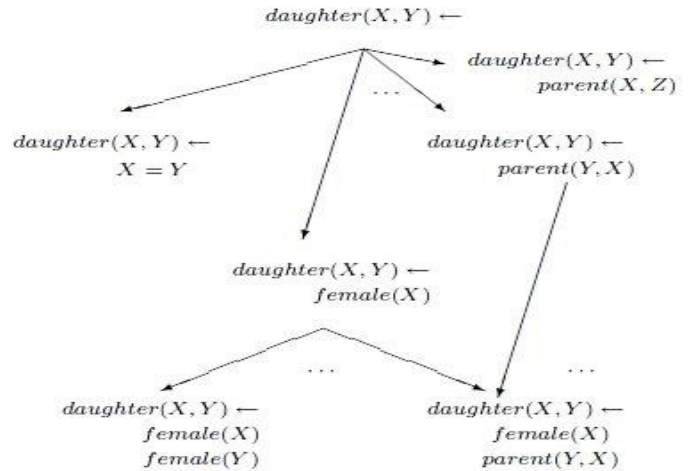 daughter(X, Y) ←
daughter(X, Y) ←
parent(X, Z)
...
daughter(X, Y) ←
X = Y
daughter(X, Y) ←
parent(Y, X)
daughter(X, Y) ←
female(X)
...
...
daughter(X, Y) ←
female(X)
female(Y)
daughter(X, Y) ←
female(X)
parent(Y, X)